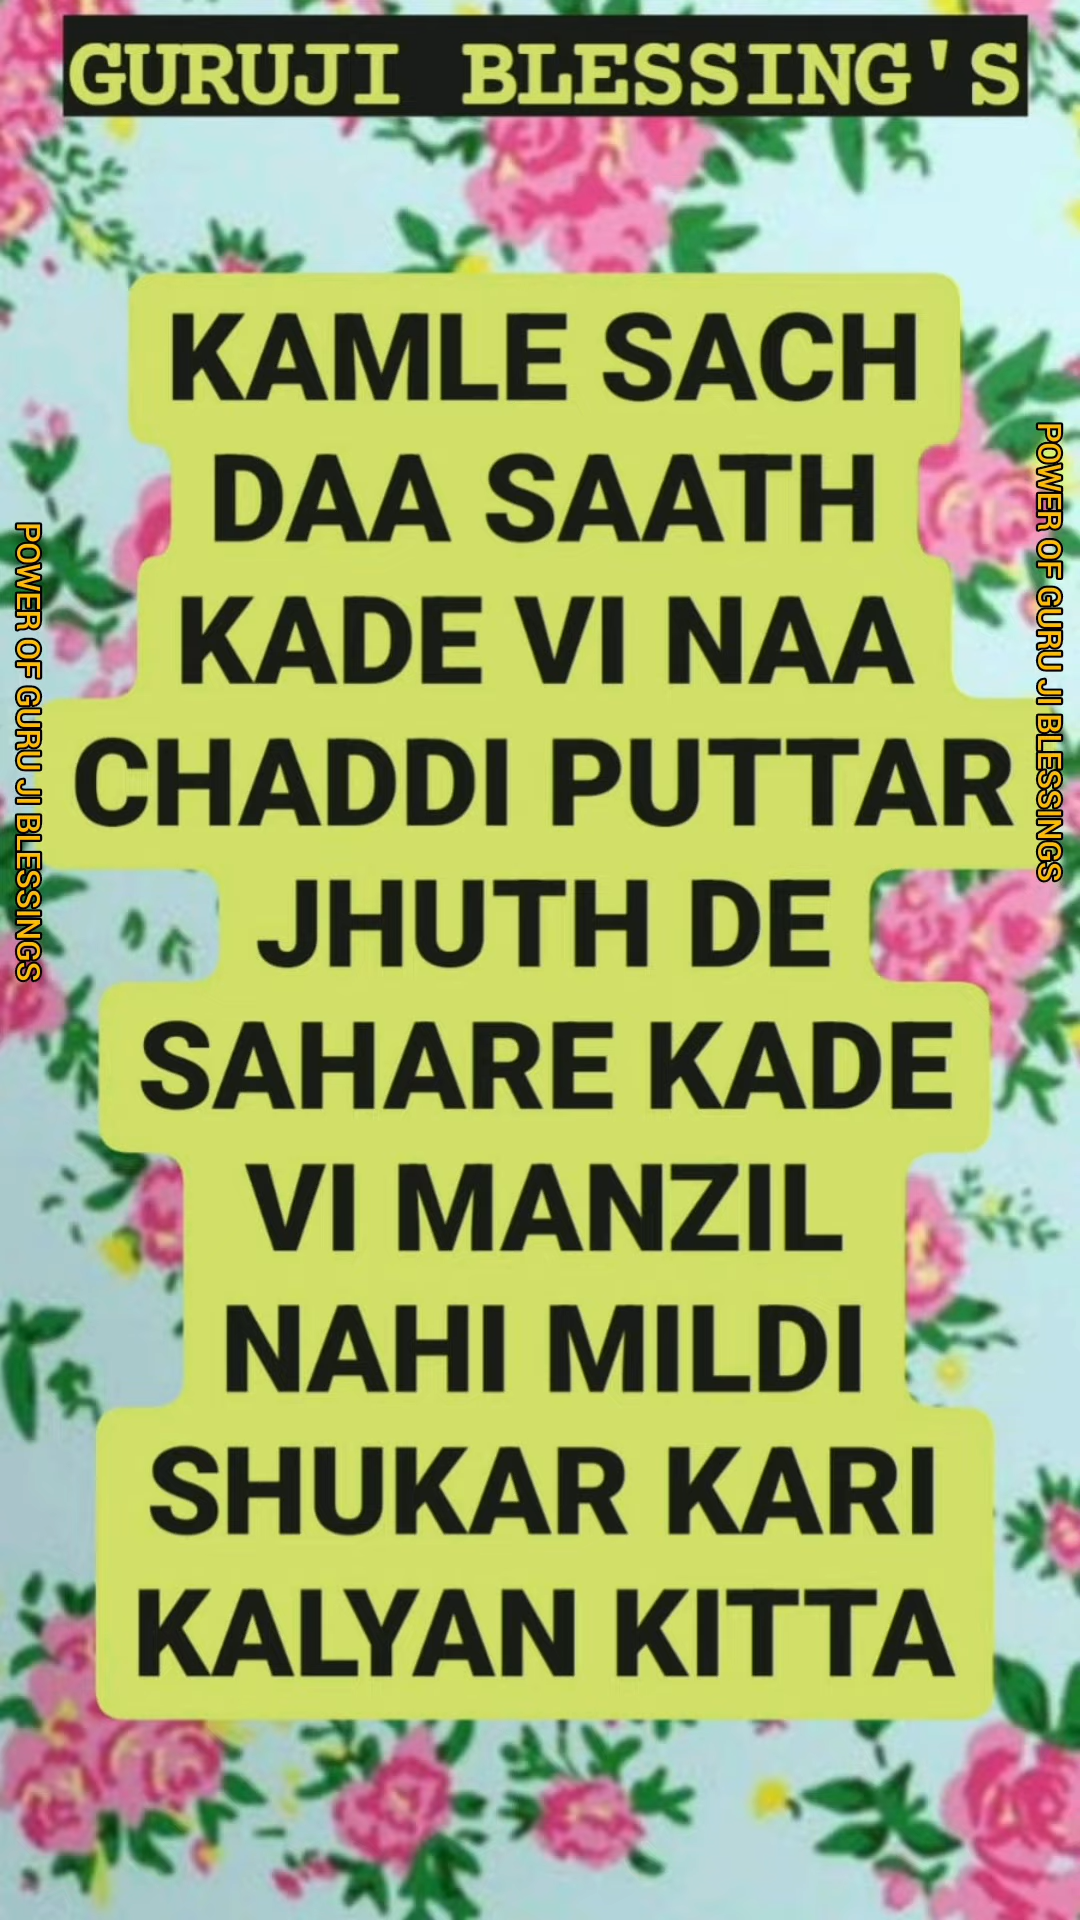 GURUJI BLESSING'S
KAMLE SACH
DAA SAATH
KADE VI NAA
CHADDI PUTTAR
JHUTH DE
SAHARE KADE
VI MANZIL
NAHI MILDI
SHUKAR KARI
KALYAN KITTA
POWER OF GURU JI BLESSINGS
POWER OF GURU JI BLESSINGS